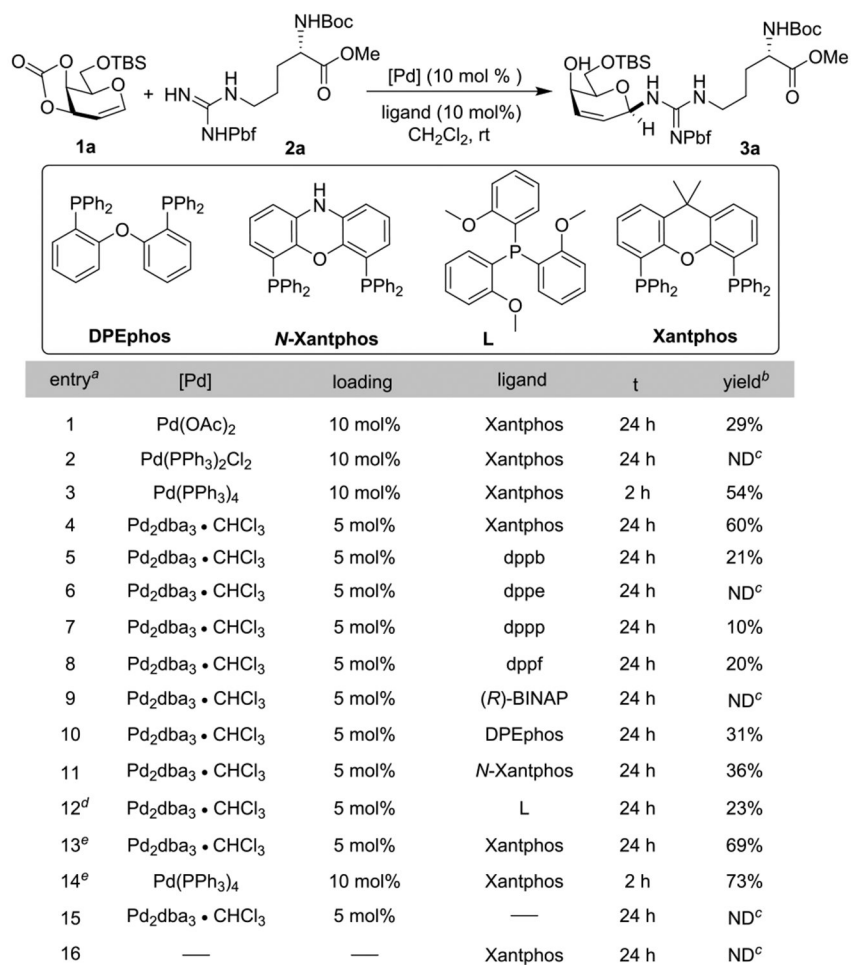 NHBoc
OTBS
OMe
O
O
O
O
O
+
HN
H
N
NHPbf
1a
2a
[Pd] (10 mol % )
ligand (10 mol%)
CH2Cl2, rt
OTBS
OH
O
H
H
N
H
N
NPbf
NHBoc
OMe
O
3a
PPh2
PPh2
O
DPEphos
H
N
O
PPh2
PPh2
N-Xantphos
O
O
P
O
L
O
PPh2
PPh2
Xantphos
entrya [Pd] loading ligand t yieldb
1 Pd(OAc)2 10 mol% Xantphos 24 h 29%
2 Pd(PPh3)2Cl2 10 mol% Xantphos 24 h NDc
3 Pd(PPh3)4 10 mol% Xantphos 2 h 54%
4 Pd2dba3 • CHCl3 5 mol% Xantphos 24 h 60%
5 Pd2dba3 • CHCl3 5 mol% dppb 24 h 21%
6 Pd2dba3 • CHCl3 5 mol% dppe 24 h NDc
7 Pd2dba3 • CHCl3 5 mol% dppp 24 h 10%
8 Pd2dba3 • CHCl3 5 mol% dppf 24 h 20%
9 Pd2dba3 • CHCl3 5 mol% (R)-BINAP 24 h NDc
10 Pd2dba3 • CHCl3 5 mol% DPEphos 24 h 31%
11 Pd2dba3 • CHCl3 5 mol% N-Xantphos 24 h 36%
12d Pd2dba3 • CHCl3 5 mol% L 24 h 23%
13e Pd2dba3 • CHCl3 5 mol% Xantphos 24 h 69%
14e Pd(PPh3)4 10 mol% Xantphos 2 h 73%
15 Pd2dba3 • CHCl3 5 mol% — 24 h NDc
16 — — Xantphos 24 h NDc